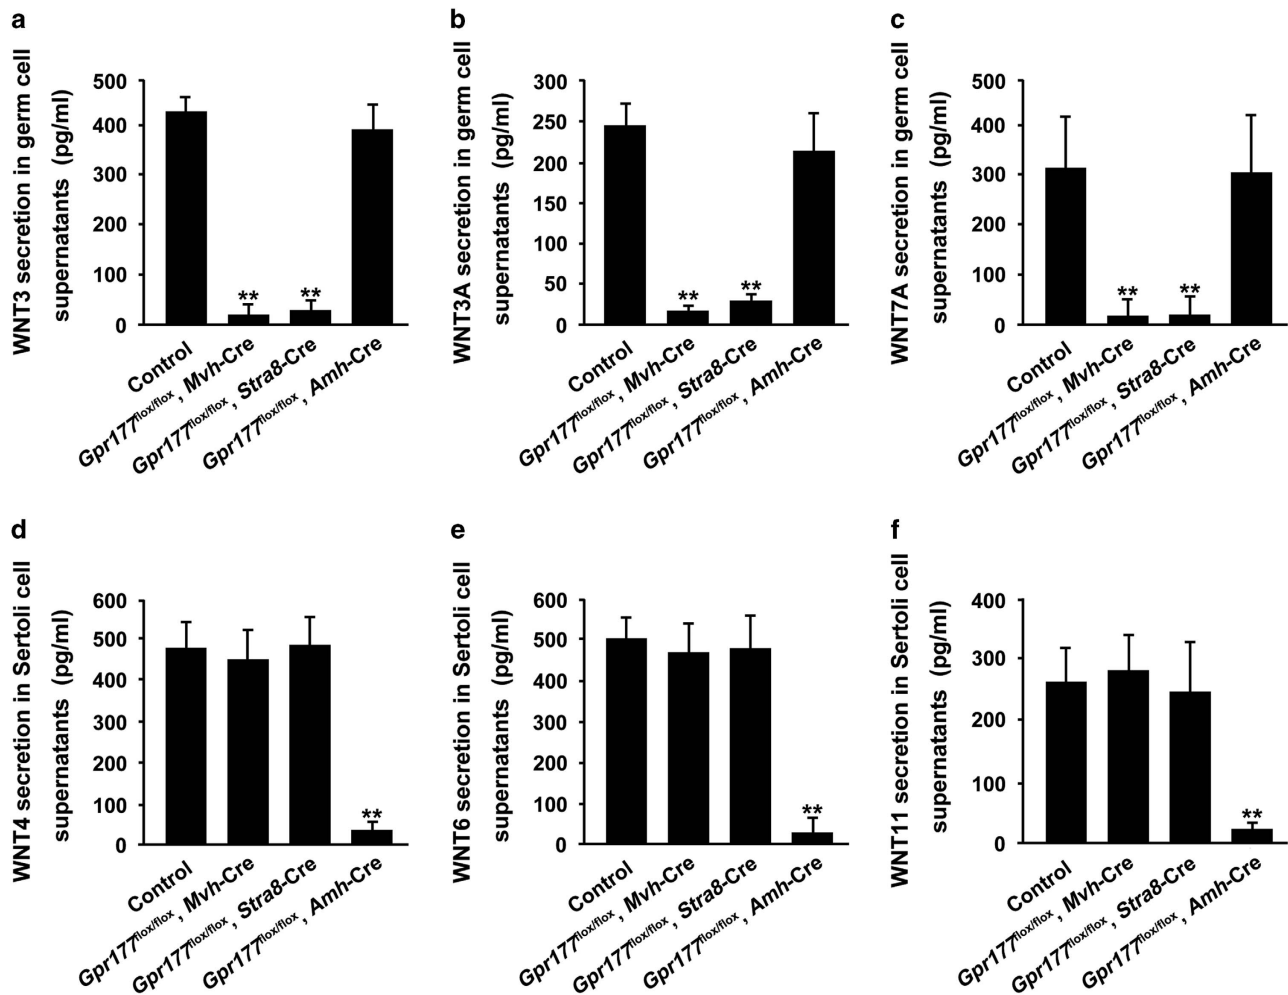 a
WNT3 secretion in germ cell
supernatants (pg/ml)
500
400
300
200
100
0
**
**
Control
Gpr177flox/flox, Mvh-Cre
Gpr177flox/flox, Stra8-Cre
Gpr177flox/flox, Amh-Cre
b
WNT3A secretion in germ cell
supernatants (pg/ml)
300
250
200
150
100
50
0
**
**
Control
Gpr177flox/flox, Mvh-Cre
Gpr177flox/flox, Stra8-Cre
Gpr177flox/flox, Amh-Cre
c
WNT7A secretion in germ cell
supernatants (pg/ml)
500
400
300
200
100
0
**
**
Control
Gpr177flox/flox, Mvh-Cre
Gpr177flox/flox, Stra8-Cre
Gpr177flox/flox, Amh-Cre
d
WNT4 secretion in Sertoli cell
supernatants (pg/ml)
600
500
400
300
200
100
0
**
Control
Gpr177flox/flox, Mvh-Cre
Gpr177flox/flox, Stra8-Cre
Gpr177flox/flox, Amh-Cre
e
WNT6 secretion in Sertoli cell
supernatants (pg/ml)
600
500
400
300
200
100
0
**
Control
Gpr177flox/flox, Mvh-Cre
Gpr177flox/flox, Stra8-Cre
Gpr177flox/flox, Amh-Cre
f
WNT11 secretion in Sertoli cell
supernatants (pg/ml)
400
300
200
100
0
**
Control
Gpr177flox/flox, Mvh-Cre
Gpr177flox/flox, Stra8-Cre
Gpr177flox/flox, Amh-Cre